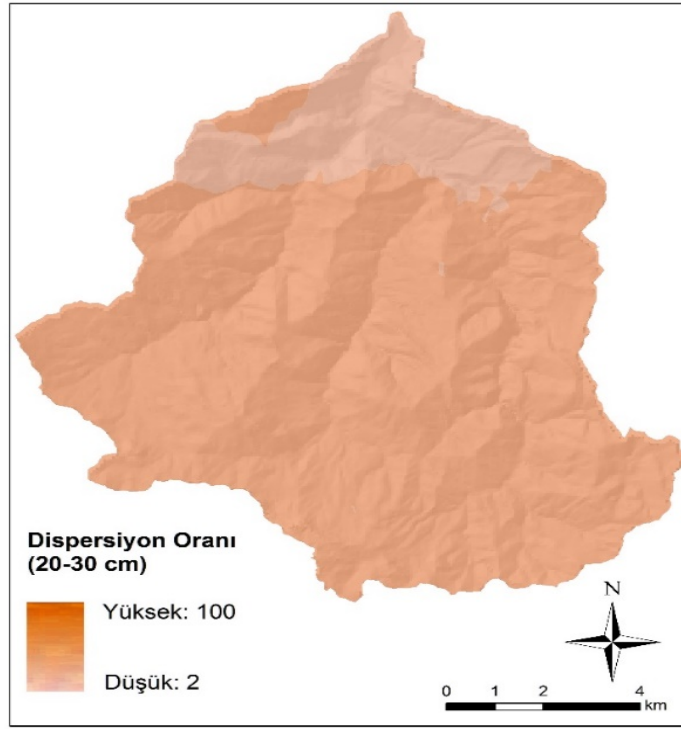 Dispersiyon Oranı
(20-30 cm)
Yüksek: 100
Düşük: 2
N
0 1 2 4
km